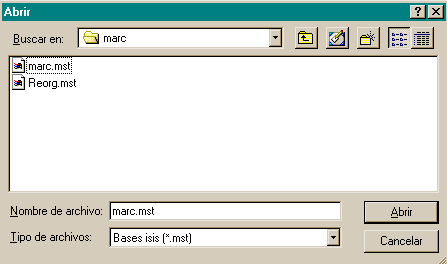 Abrir
Buscar en: marc
marc.mst
Reorg.mst
Nombre de archivo: marc.mst Abrir
Tipo de archivos: Bases isis (*.mst) Cancelar